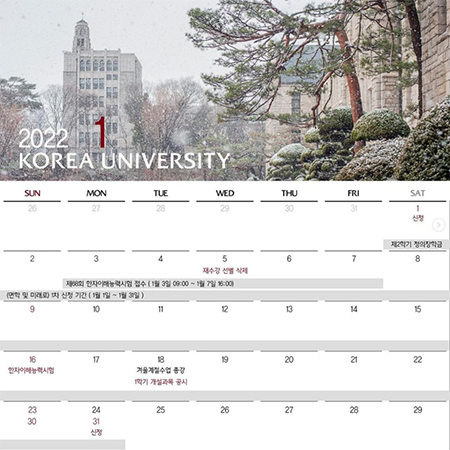 2022 1
KOREA UNIVERSITY
SUN MON TUE WED THU FRI SAT
26 27 28 29 30 31 1
신정
제2학기 정의장학금
2 3 4 5 6 7 8
재수강 선별 삭제
제68회 한자이해능력시험 접수 ( 1월 3일 09:00 ~ 1월 7일 16:00)
(면학 및 미래로) 1차 신청 기간 ( 1월 1일 ~ 1월 31일 )
9 10 11 12 13 14 15
16 17 18 19 20 21 22
한자이해능력시험 겨울계절수업 종강
1학기 개설과목 공시
23 24 25 26 27 28 29
30 31
신정